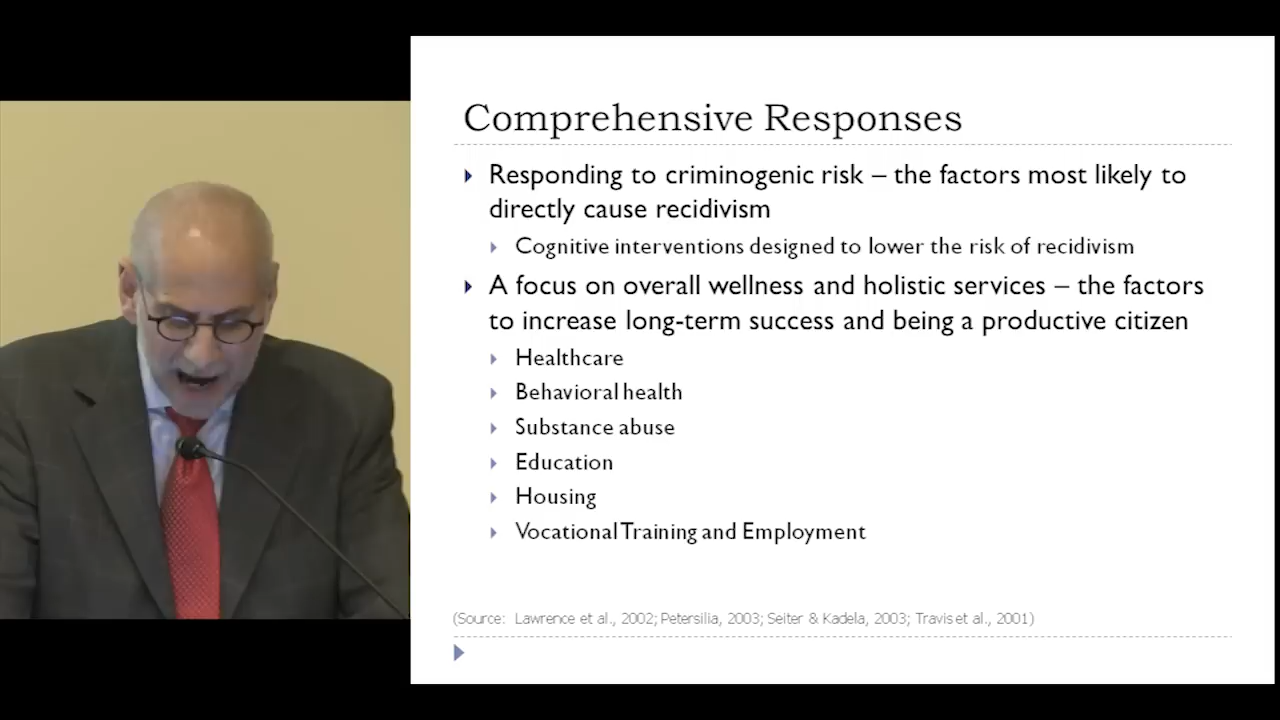 Comprehensive Responses
Responding to criminogenic risk – the factors most likely to
directly cause recidivism
Cognitive interventions designed to lower the risk of recidivism
A focus on overall wellness and holistic services – the factors
to increase long-term success and being a productive citizen
Healthcare
Behavioral health
Substance abuse
Education
Housing
Vocational Training and Employment
(Source: Lawrence et al., 2002; Petersilia, 2003; Seiter & Kadela, 2003; Travis et al., 2001)